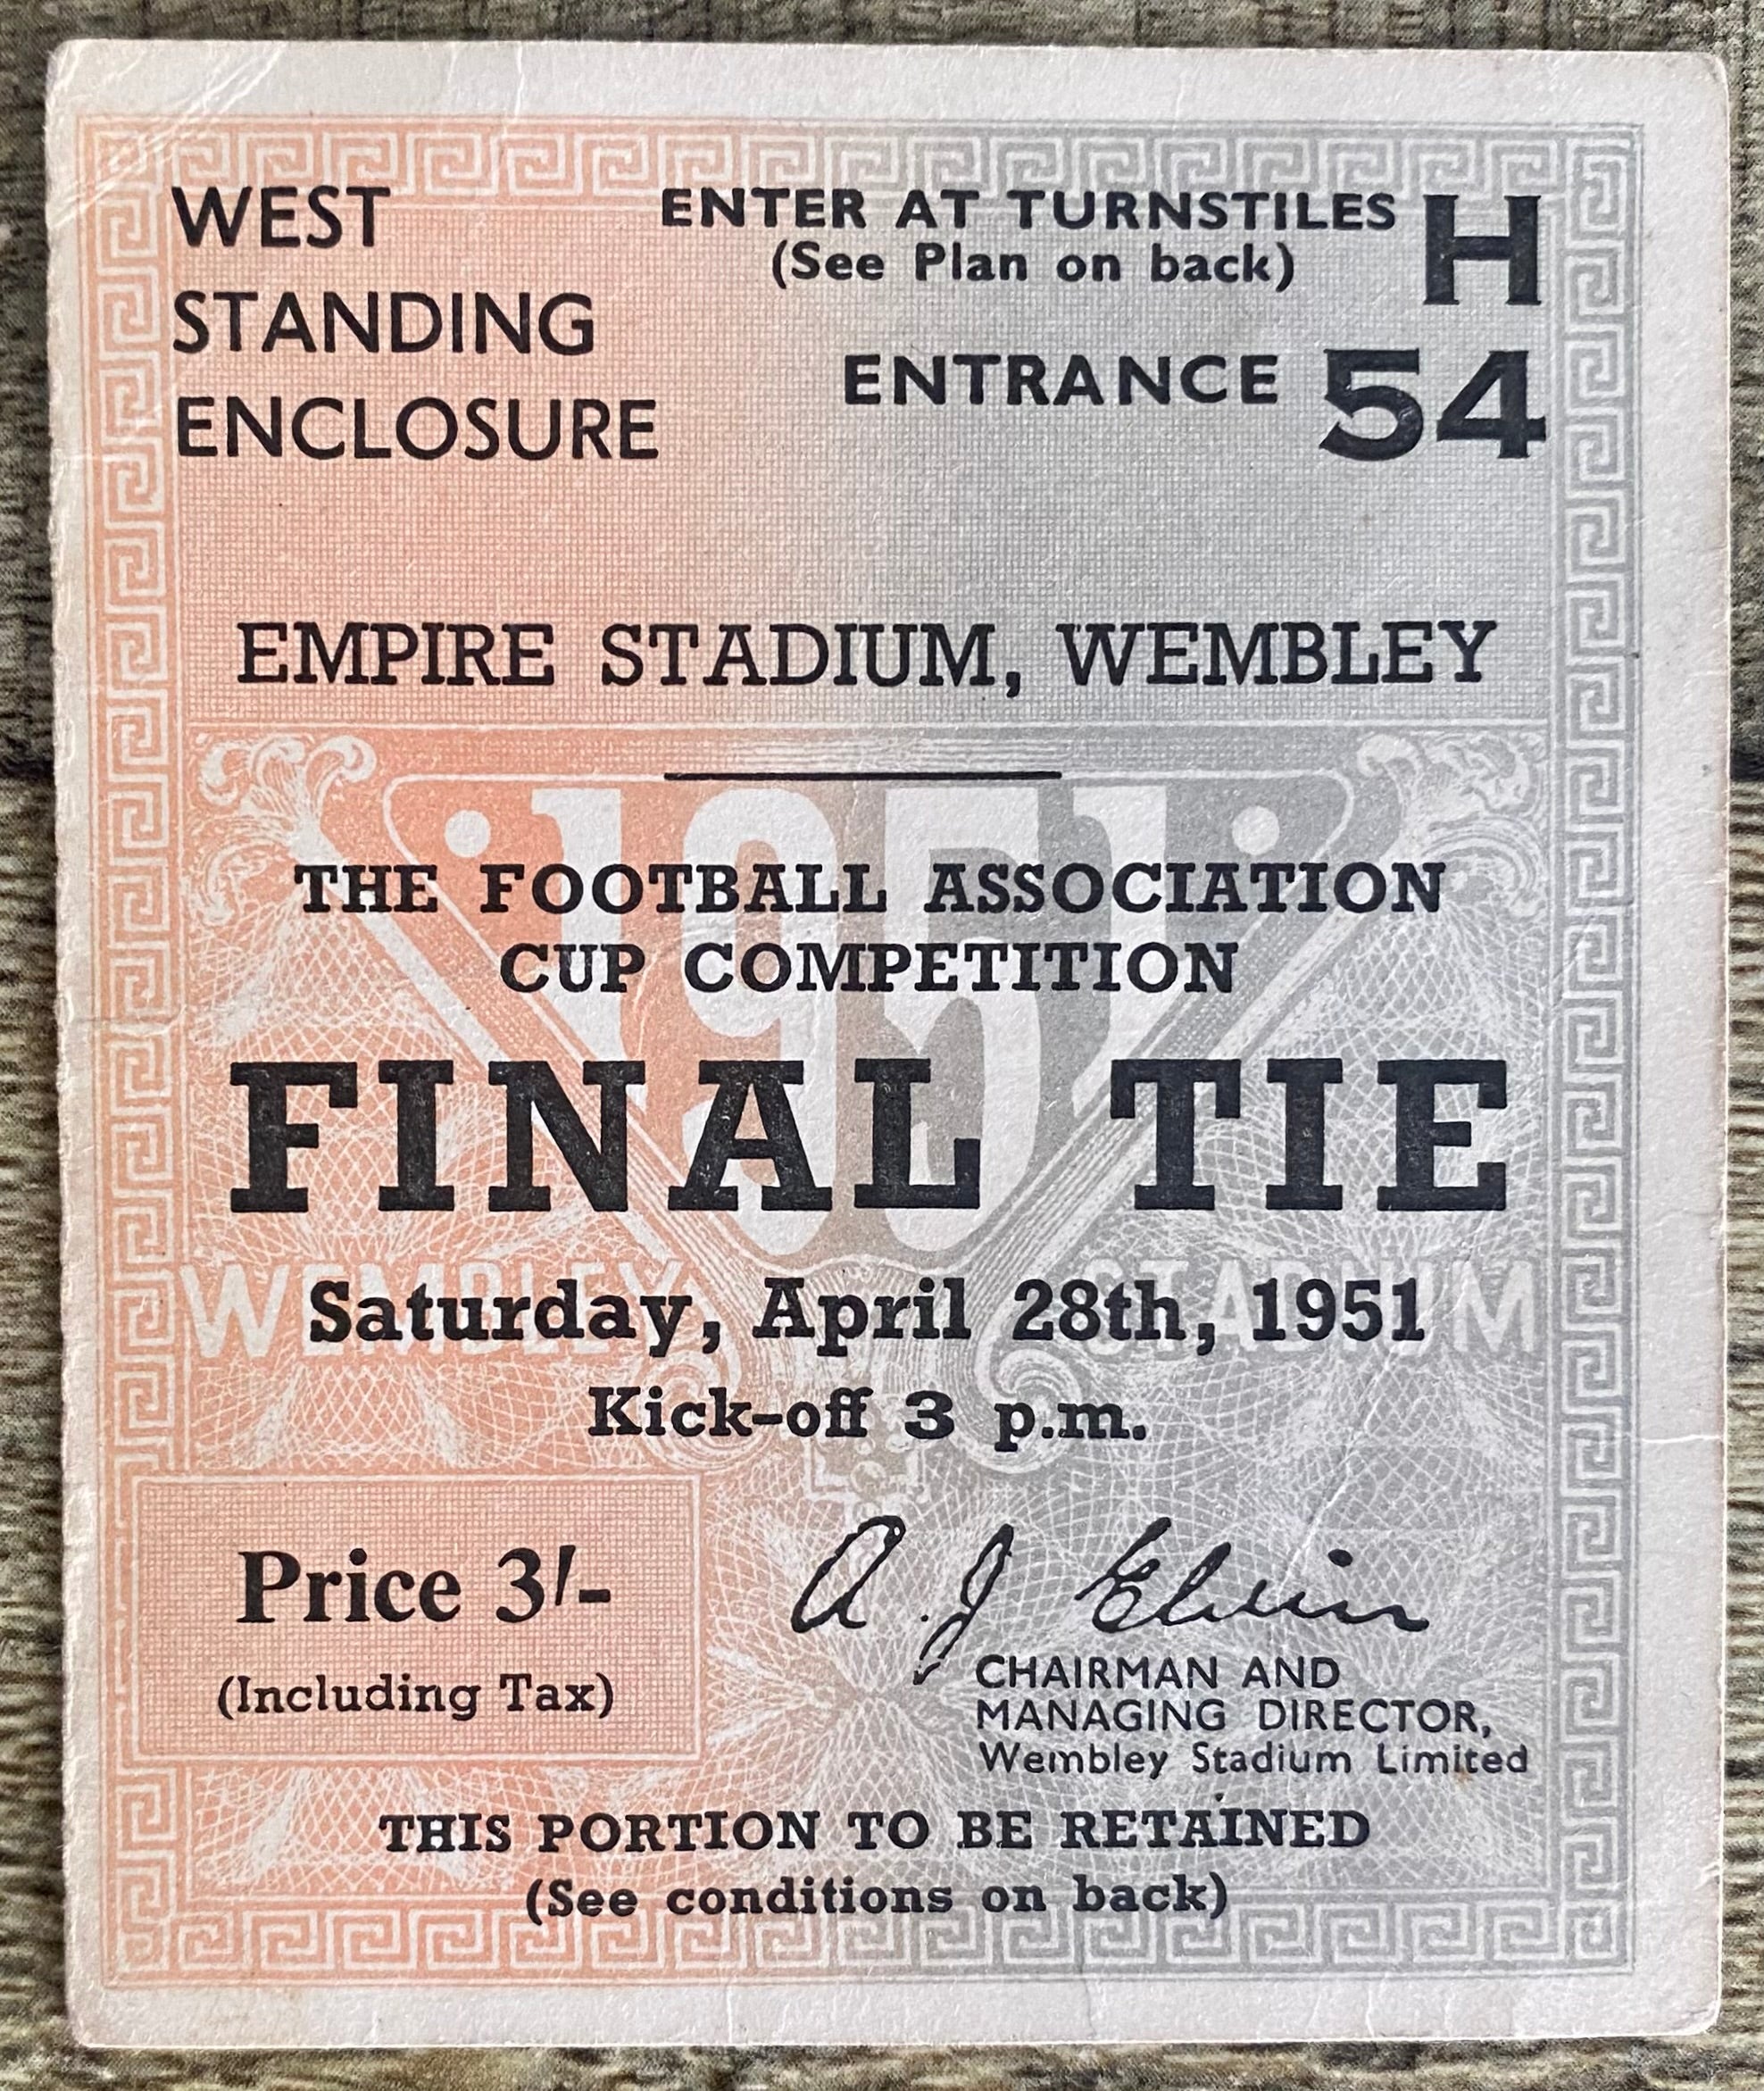 WEST
STANDING
ENCLOSURE
ENTER AT TURNSTILES H
(See Plan on back)
ENTRANCE 54
EMPIRE STADIUM, WEMBLEY
1951
THE FOOTBALL ASSOCIATION
CUP COMPETITION
FINAL TIE
WEMBLEY STADIUM
Saturday, April 28th, 1951
Kick-off 3 p.m.
Price 3/-
(Including Tax)
A. J. Elvin
CHAIRMAN AND
MANAGING DIRECTOR,
Wembley Stadium Limited
THIS PORTION TO BE RETAINED
(See conditions on back)